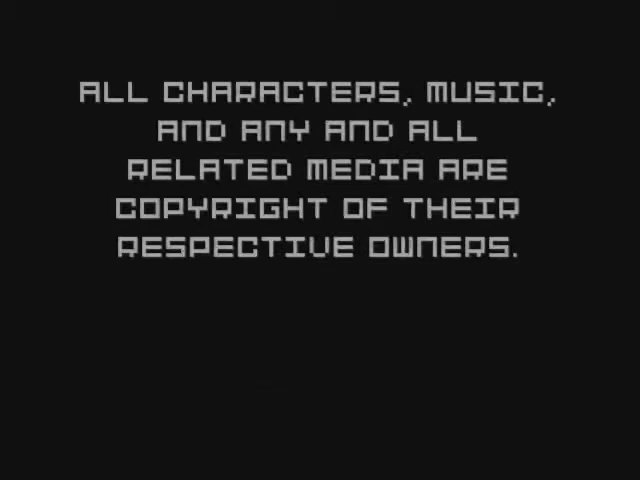 ALL CHARACTERS, MUSIC,
AND ANY AND ALL
RELATED MEDIA ARE
COPYRIGHT OF THEIR
RESPECTIVE OWNERS.